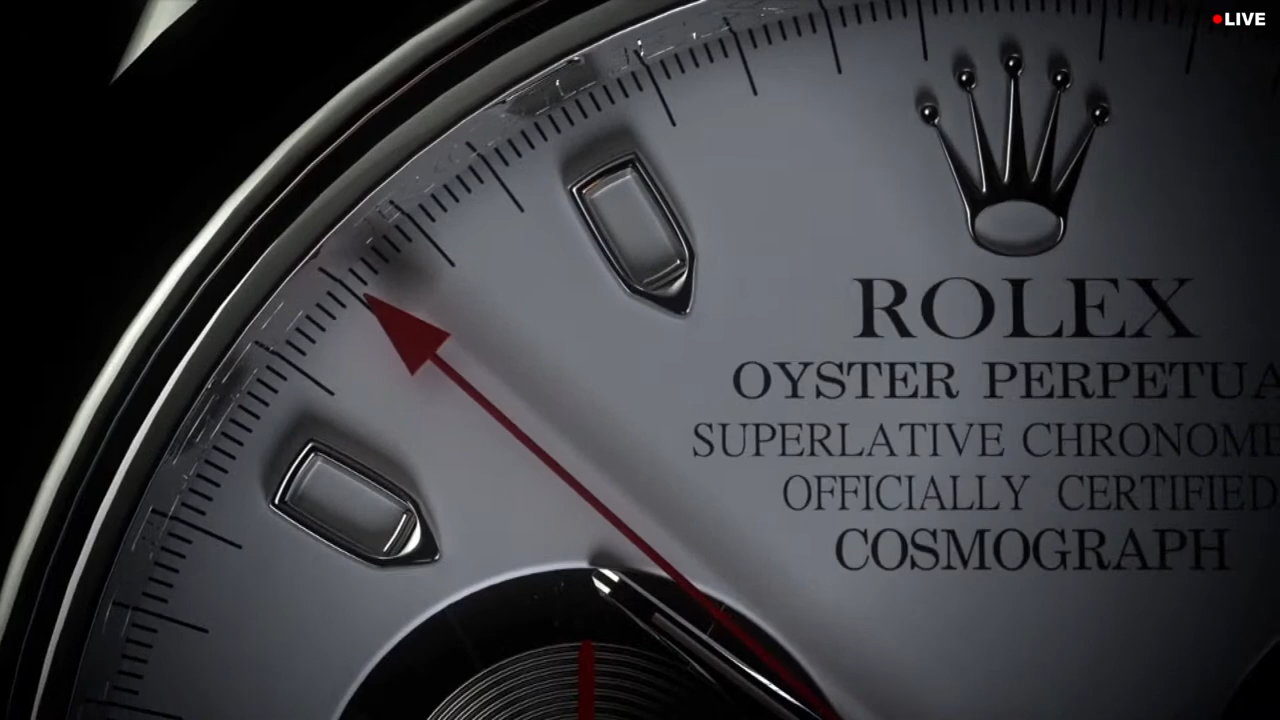 LIVE
ROLEX
OYSTER PERPETUA
SUPERLATIVE CHRONOME
OFFICIALLY CERTIFIED
COSMOGRAPH